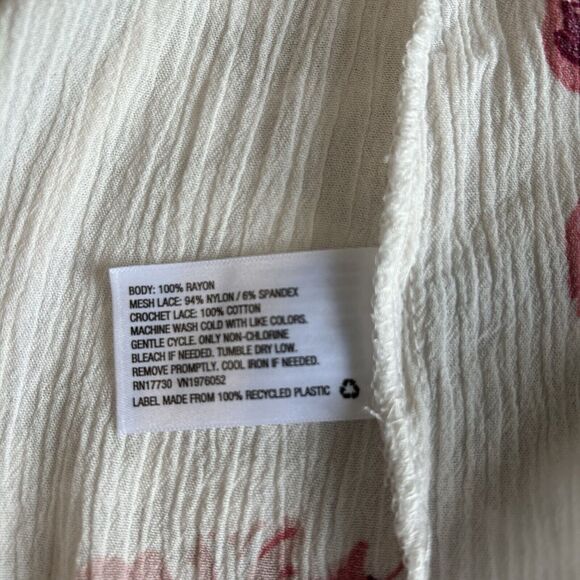 BODY: 100% RAYON
MESH LACE: 94% NYLON / 6% SPANDEX
CROCHET LACE: 100% COTTON
MACHINE WASH COLD WITH LIKE COLORS.
GENTLE CYCLE. ONLY NON-CHLORINE
BLEACH IF NEEDED. TUMBLE DRY LOW.
REMOVE PROMPTLY. COOL IRON IF NEEDED.
RN17730 VN1976052
LABEL MADE FROM 100% RECYCLED PLASTIC